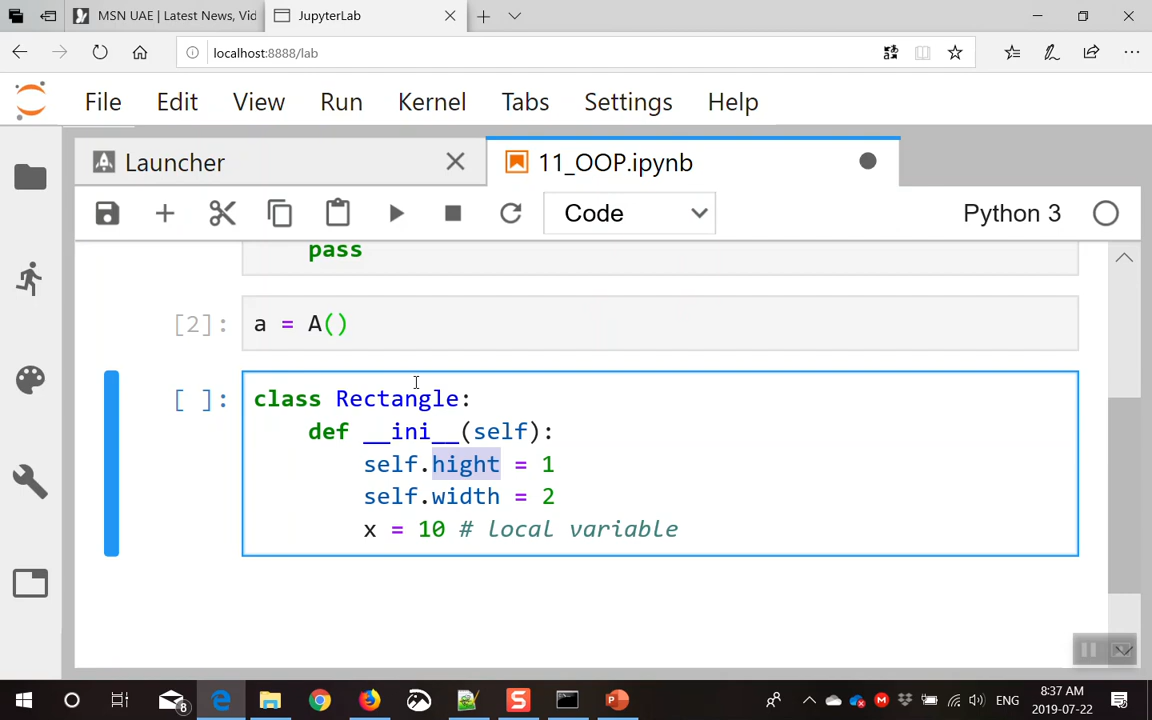 MSN UAE | Latest News, Vid
JupyterLab
localhost:8888/lab
File Edit View Run Kernel Tabs Settings Help
Launcher
11_OOP.ipynb
Code
Python 3
pass
[2]: a = A()
[ ]: class Rectangle:
def __ini__(self):
self.hight = 1
self.width = 2
x = 10 # local variable
8
ENG
8:37 AM
2019-07-22